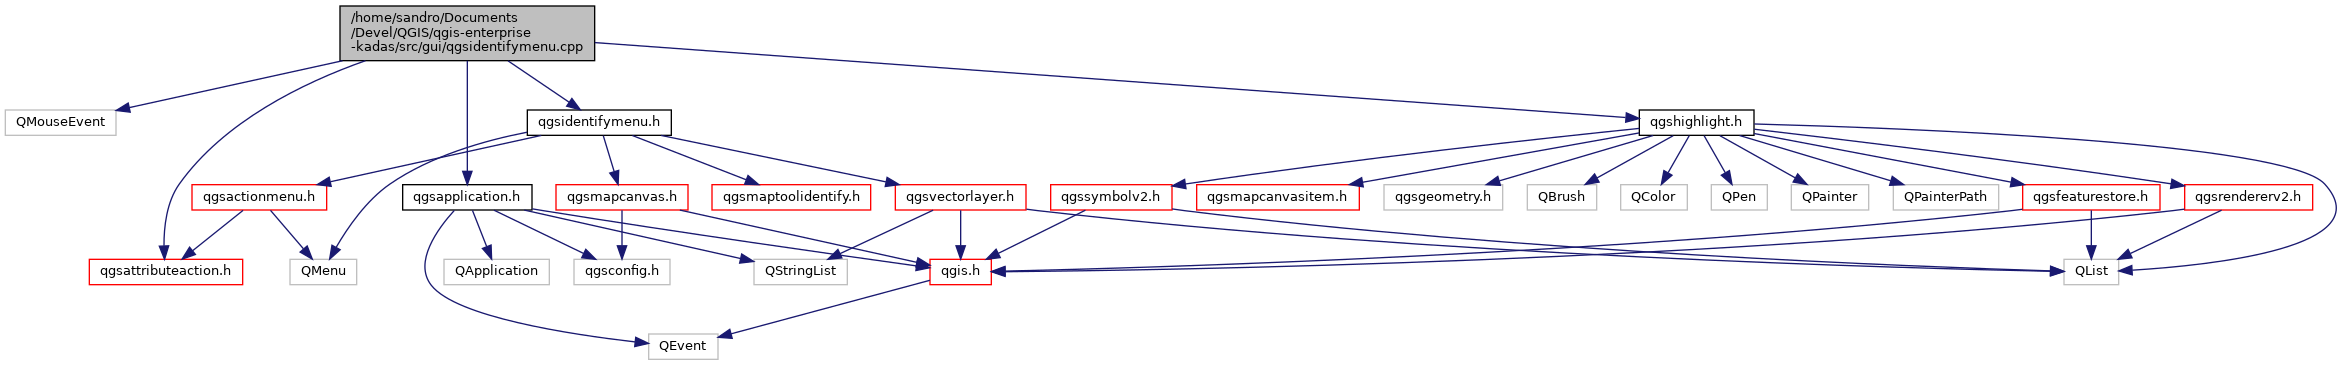 /home/sandro/Documents
/Devel/QGIS/qgis-enterprise
-kadas/src/gui/qgsidentifymenu.cpp
QMouseEvent
qgsidentifymenu.h
qgshighlight.h
qgsactionmenu.h
qgsapplication.h
qgsmapcanvas.h
qgsmaptoolidentify.h
qgsvectorlayer.h
qgssymbolv2.h
qgsmapcanvasitem.h
qgsgeometry.h
QBrush
QColor
QPen
QPainter
QPainterPath
qgsfeaturestore.h
qgsrendererv2.h
qgsattributeaction.h
QMenu
QApplication
qgsconfig.h
QStringList
qgis.h
QList
QEvent